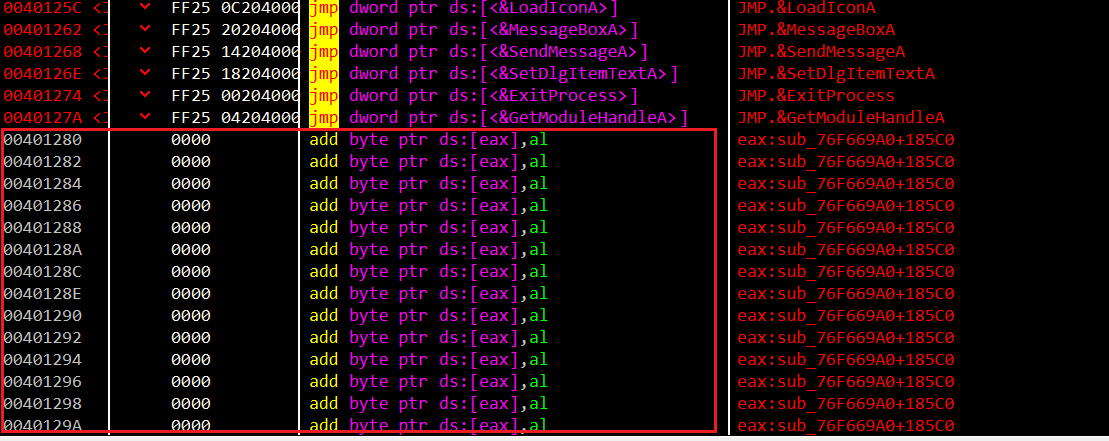 0040125C <J FF25 0C204000 jmp dword ptr ds:[<&LoadIconA>] JMP.&LoadIconA
00401262 <J FF25 20204000 jmp dword ptr ds:[<&MessageBoxA>] JMP.&MessageBoxA
00401268 <J FF25 14204000 jmp dword ptr ds:[<&SendMessageA>] JMP.&SendMessageA
0040126E <J FF25 18204000 jmp dword ptr ds:[<&SetDlgItemTextA>] JMP.&SetDlgItemTextA
00401274 <J FF25 00204000 jmp dword ptr ds:[<&ExitProcess>] JMP.&ExitProcess
0040127A <J FF25 04204000 jmp dword ptr ds:[<&GetModuleHandleA>] JMP.&GetModuleHandleA
00401280 0000 add byte ptr ds:[eax],al eax:sub_76F669A0+185C0
00401282 0000 add byte ptr ds:[eax],al eax:sub_76F669A0+185C0
00401284 0000 add byte ptr ds:[eax],al eax:sub_76F669A0+185C0
00401286 0000 add byte ptr ds:[eax],al eax:sub_76F669A0+185C0
00401288 0000 add byte ptr ds:[eax],al eax:sub_76F669A0+185C0
0040128A 0000 add byte ptr ds:[eax],al eax:sub_76F669A0+185C0
0040128C 0000 add byte ptr ds:[eax],al eax:sub_76F669A0+185C0
0040128E 0000 add byte ptr ds:[eax],al eax:sub_76F669A0+185C0
00401290 0000 add byte ptr ds:[eax],al eax:sub_76F669A0+185C0
00401292 0000 add byte ptr ds:[eax],al eax:sub_76F669A0+185C0
00401294 0000 add byte ptr ds:[eax],al eax:sub_76F669A0+185C0
00401296 0000 add byte ptr ds:[eax],al eax:sub_76F669A0+185C0
00401298 0000 add byte ptr ds:[eax],al eax:sub_76F669A0+185C0
0040129A 0000 add byte ptr ds:[eax],al eax:sub_76F669A0+185C0